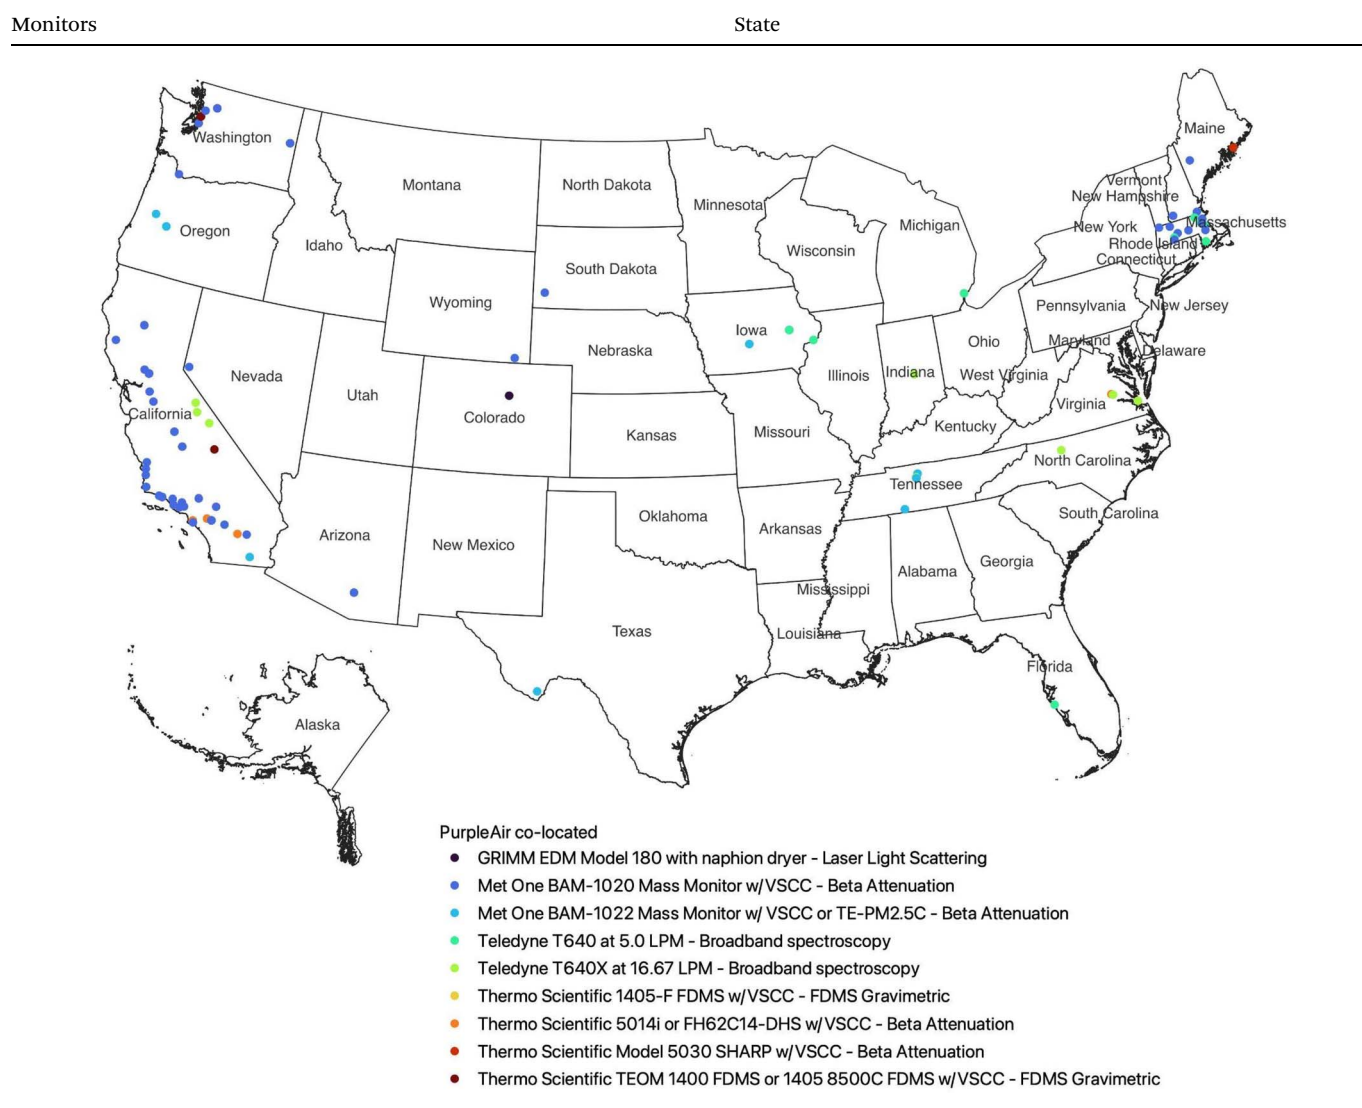 Monitors State
Maine
Washington
Vermont
Montana
North Dakota
New Hampshire
Minnesota
Massachusetts
Michigan
New York
Oregon
Idaho
Rhode Island
Wisconsin
Connecticut
South Dakota
Wyoming
Pennsylvania
New Jersey
Iowa
Ohio
Maryland
Nebraska
Delaware
Nevada
Illinois
Indiana
West Virginia
Utah
Virginia
California
Colorado
Kansas
Missouri
Kentucky
North Carolina
Tennessee
Oklahoma
South Carolina
Arkansas
Arizona
New Mexico
Georgia
Alabama
Mississippi
Texas
Louisiana
Florida
Alaska
PurpleAir co-located
GRIMM EDM Model 180 with naphion dryer - Laser Light Scattering
Met One BAM-1020 Mass Monitor w/VSCC - Beta Attenuation
Met One BAM-1022 Mass Monitor w/ VSCC or TE-PM2.5C - Beta Attenuation
Teledyne T640 at 5.0 LPM - Broadband spectroscopy
Teledyne T640X at 16.67 LPM - Broadband spectroscopy
Thermo Scientific 1405-F FDMS w/VSCC - FDMS Gravimetric
Thermo Scientific 5014i or FH62C14-DHS w/VSCC - Beta Attenuation
Thermo Scientific Model 5030 SHARP w/VSCC - Beta Attenuation
Thermo Scientific TEOM 1400 FDMS or 1405 8500C FDMS w/VSCC - FDMS Gravimetric